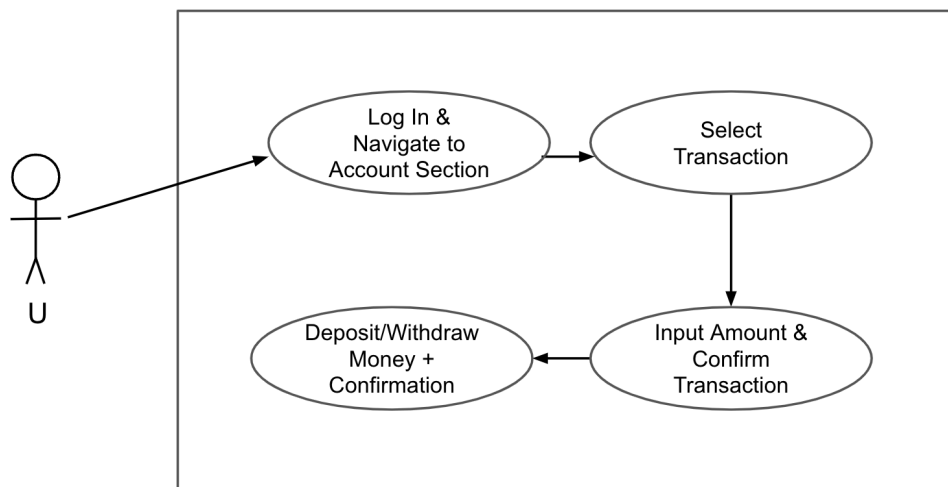 Log In &
Navigate to
Account Section
Select
Transaction
U
Deposit/Withdraw
Money +
Confirmation
Input Amount &
Confirm
Transaction